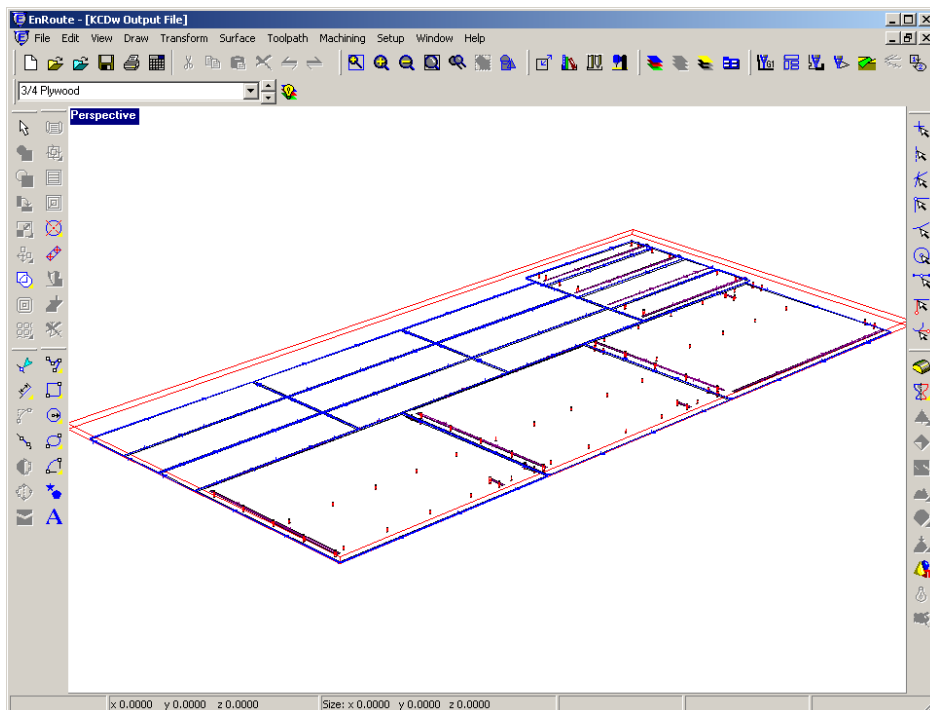 EnRoute - [KCDw Output File]
File Edit View Draw Transform Surface Toolpath Machining Setup Window Help
3/4 Plywood
Perspective
A
x 0.0000 y 0.0000 z 0.0000 Size: x 0.0000 y 0.0000 z 0.0000